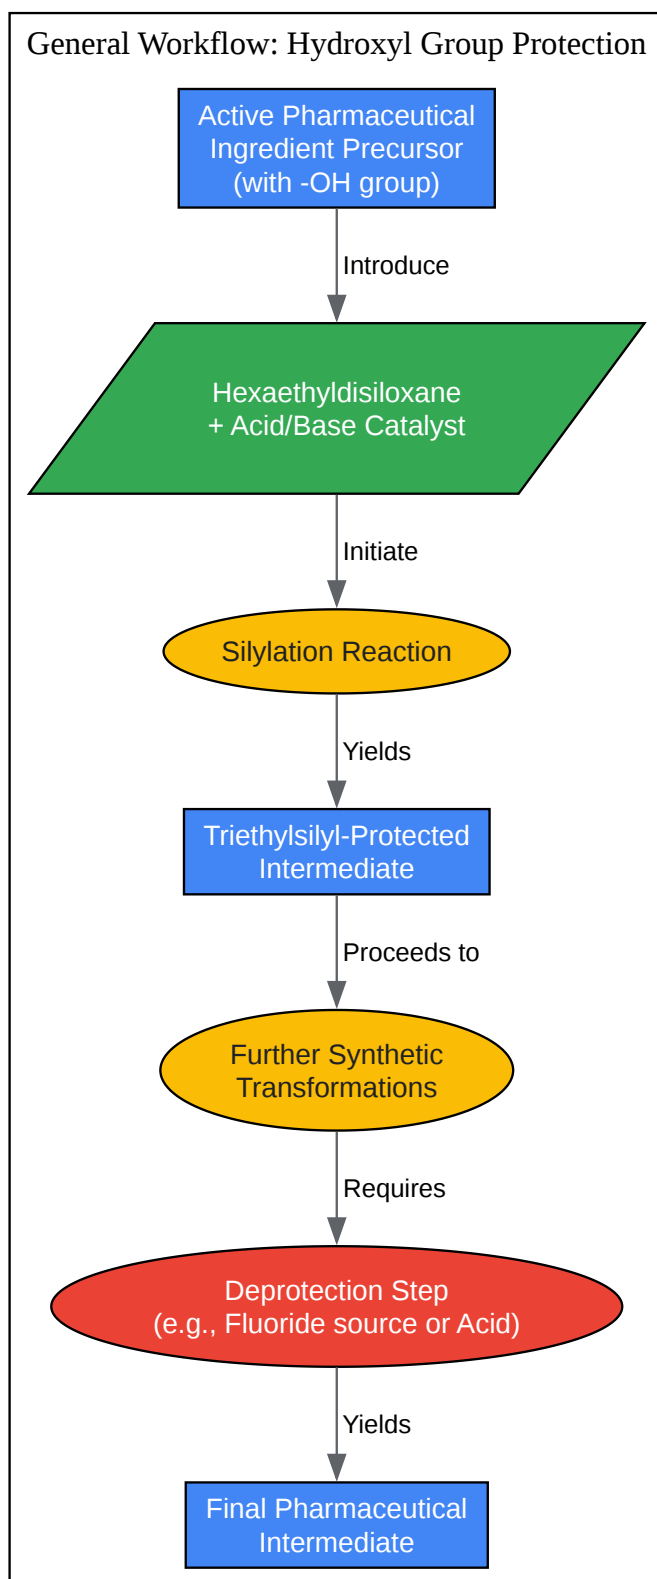 General Workflow: Hydroxyl Group Protection
Active Pharmaceutical
Ingredient Precursor
(with -OH group)
Introduce
Hexaethyldisiloxane
+ Acid/Base Catalyst
Initiate
Silylation Reaction
Yields
Triethylsilyl-Protected
Intermediate
Proceeds to
Further Synthetic
Transformations
Requires
Deprotection Step
(e.g., Fluoride source or Acid)
Yields
Final Pharmaceutical
Intermediate